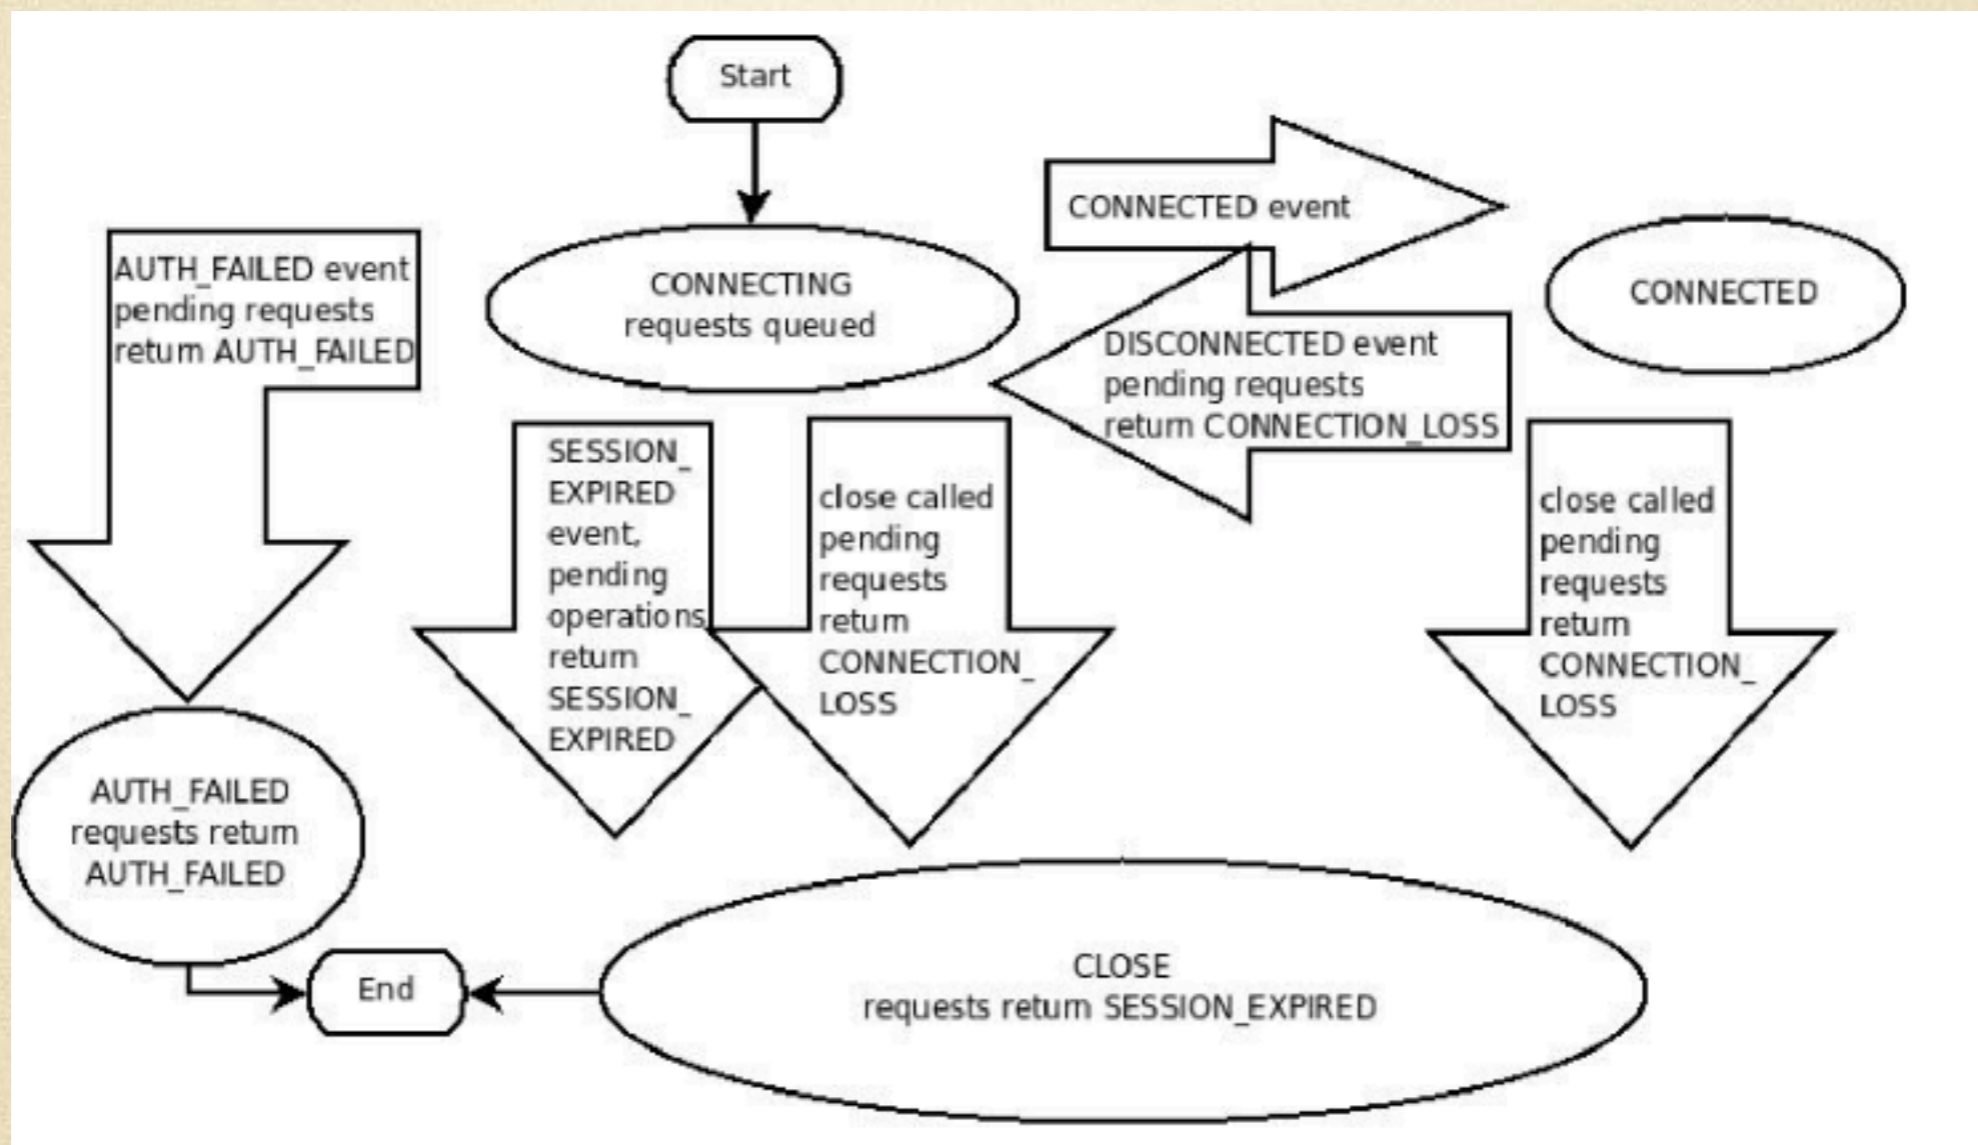 Start
CONNECTED event
AUTH_FAILED event
pending requests
return AUTH_FAILED
CONNECTING
requests queued
CONNECTED
DISCONNECTED event
pending requests
return CONNECTION_LOSS
SESSION_
EXPIRED
event,
pending
operations
return
SESSION_
EXPIRED
close called
pending
requests
return
CONNECTION_
LOSS
close called
pending
requests
return
CONNECTION_
LOSS
AUTH_FAILED
requests return
AUTH_FAILED
End
CLOSE
requests return SESSION_EXPIRED